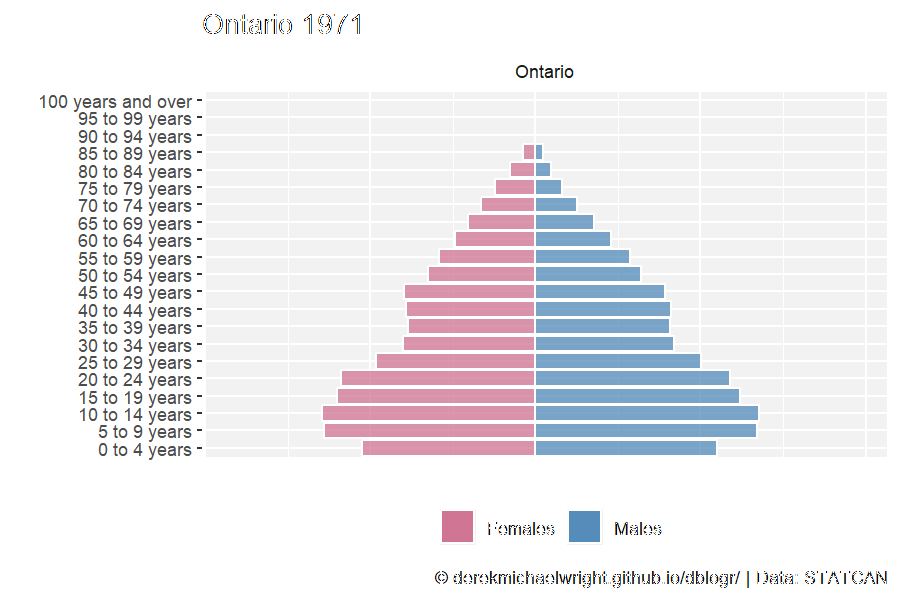 Ontario 1971
Ontario
100 years and over
95 to 99 years
90 to 94 years
85 to 89 years
80 to 84 years
75 to 79 years
70 to 74 years
65 to 69 years
60 to 64 years
55 to 59 years
50 to 54 years
45 to 49 years
40 to 44 years
35 to 39 years
30 to 34 years
25 to 29 years
20 to 24 years
15 to 19 years
10 to 14 years
5 to 9 years
0 to 4 years
Females Males
© derekmichaelwright.github.io/dblogr/ | Data: STATCAN